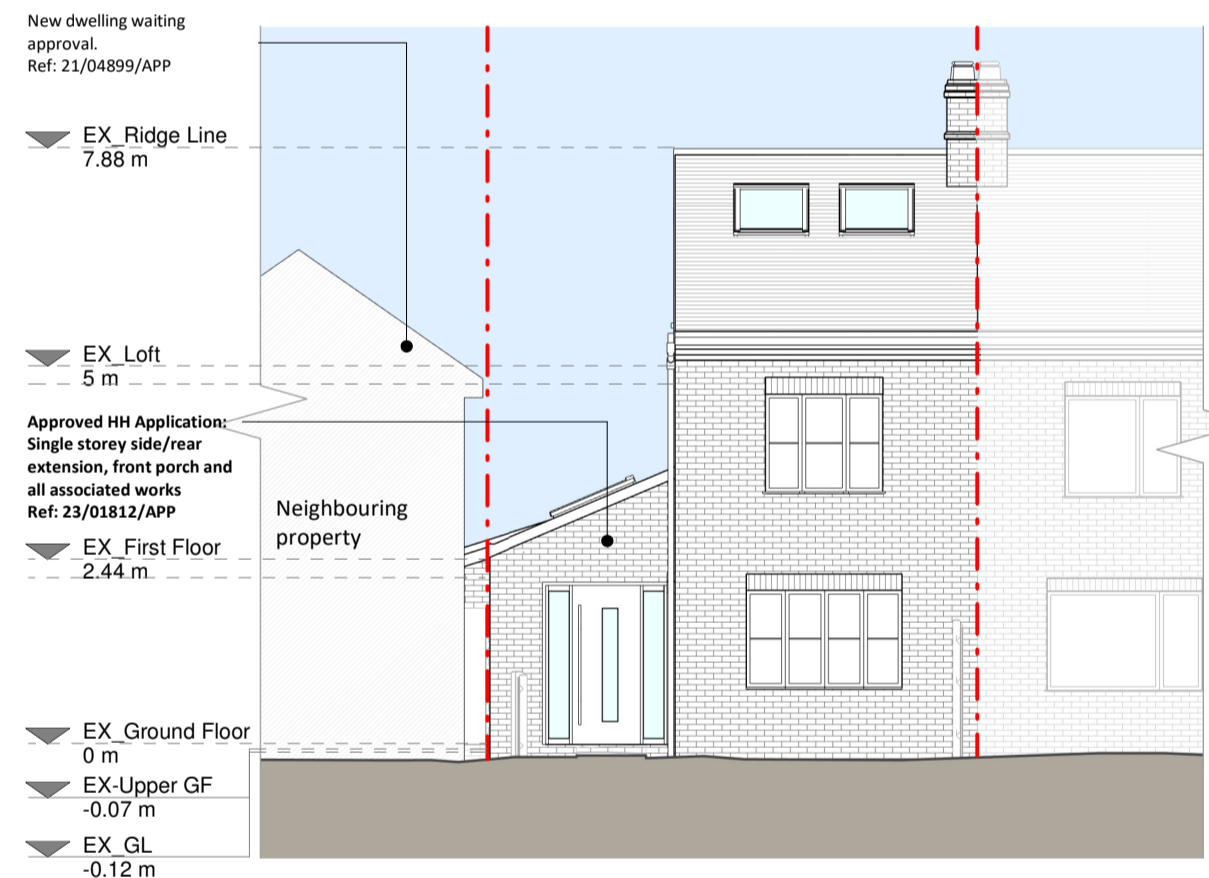 New dwelling waiting
approval.
Ref: 21/04899/APP
EX_Ridge Line
7.88 m
EX_Loft
5 m
Approved HH Application:
Single storey side/rear
extension, front porch and
all associated works
Ref: 23/01812/APP
Neighbouring
property
EX_First Floor
2.44 m
EX_Ground Floor
0 m
EX-Upper GF
-0.07 m
EX_GL
-0.12 m